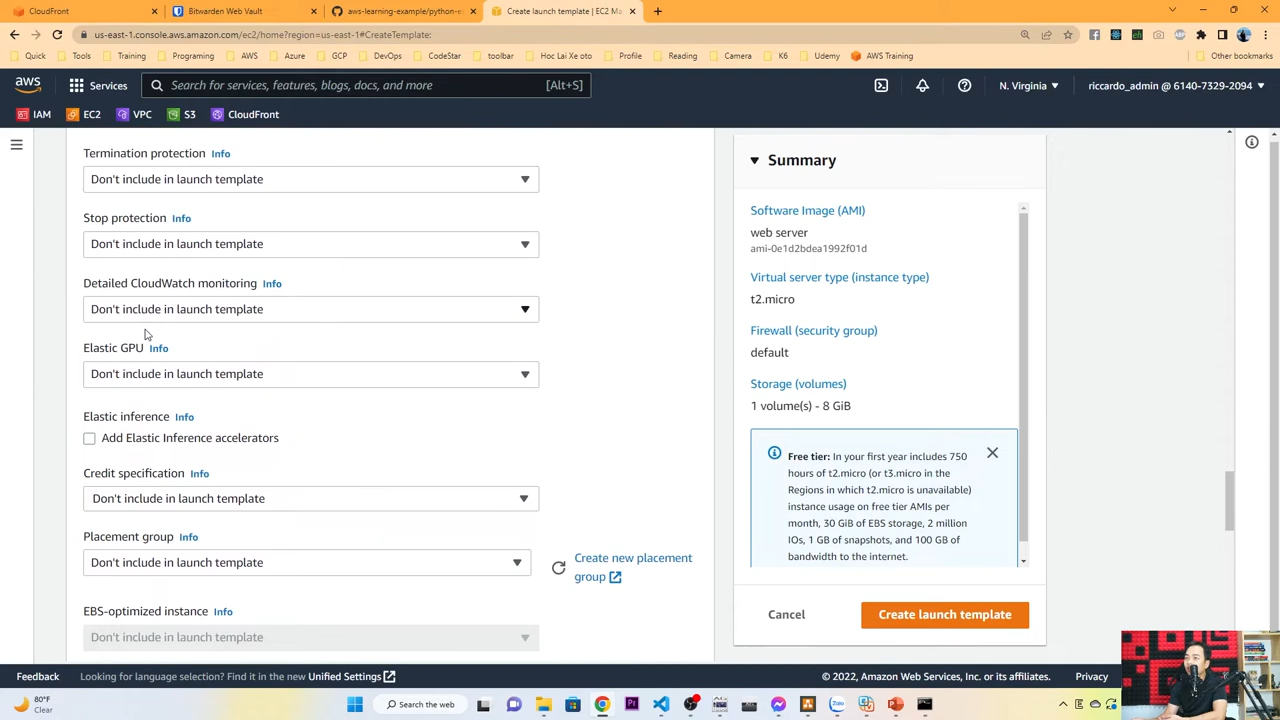 CloudFront
Bitwarden Web Vault
aws-learning-example/python-e
Create launch template | EC2 Ma
us-east-1.console.aws.amazon.com/ec2/home?region=us-east-1#CreateTemplate:
Quick
Tools
Training
Programing
AWS
Azure
GCP
DevOps
CodeStar
toolbar
Hoc Lai Xe oto
Profile
Reading
Camera
K6
Udemy
AWS Training
Other bookmarks
aws
Services
Search for services, features, blogs, docs, and more
[Alt+S]
N. Virginia
riccardo_admin @ 6140-7329-2094
IAM
EC2
VPC
S3
CloudFront
Termination protection Info
Don't include in launch template
Stop protection Info
Don't include in launch template
Detailed CloudWatch monitoring Info
Don't include in launch template
Elastic GPU Info
Don't include in launch template
Elastic inference Info
Add Elastic Inference accelerators
Credit specification Info
Don't include in launch template
Placement group Info
Don't include in launch template
Create new placement
group
EBS-optimized instance Info
Don't include in launch template
Summary
Software Image (AMI)
web server
ami-0e1d2bdea1992f01d
Virtual server type (instance type)
t2.micro
Firewall (security group)
default
Storage (volumes)
1 volume(s) - 8 GiB
Free tier: In your first year includes 750
hours of t2.micro (or t3.micro in the
Regions in which t2.micro is unavailable)
instance usage on free tier AMIs per
month, 30 GiB of EBS storage, 2 million
IOs, 1 GB of snapshots, and 100 GB of
bandwidth to the internet.
Cancel
Create launch template
Feedback
Looking for language selection? Find it in the new Unified Settings
© 2022, Amazon Web Services, Inc. or its affiliates.
Privacy
80°F
Clear
Search the web